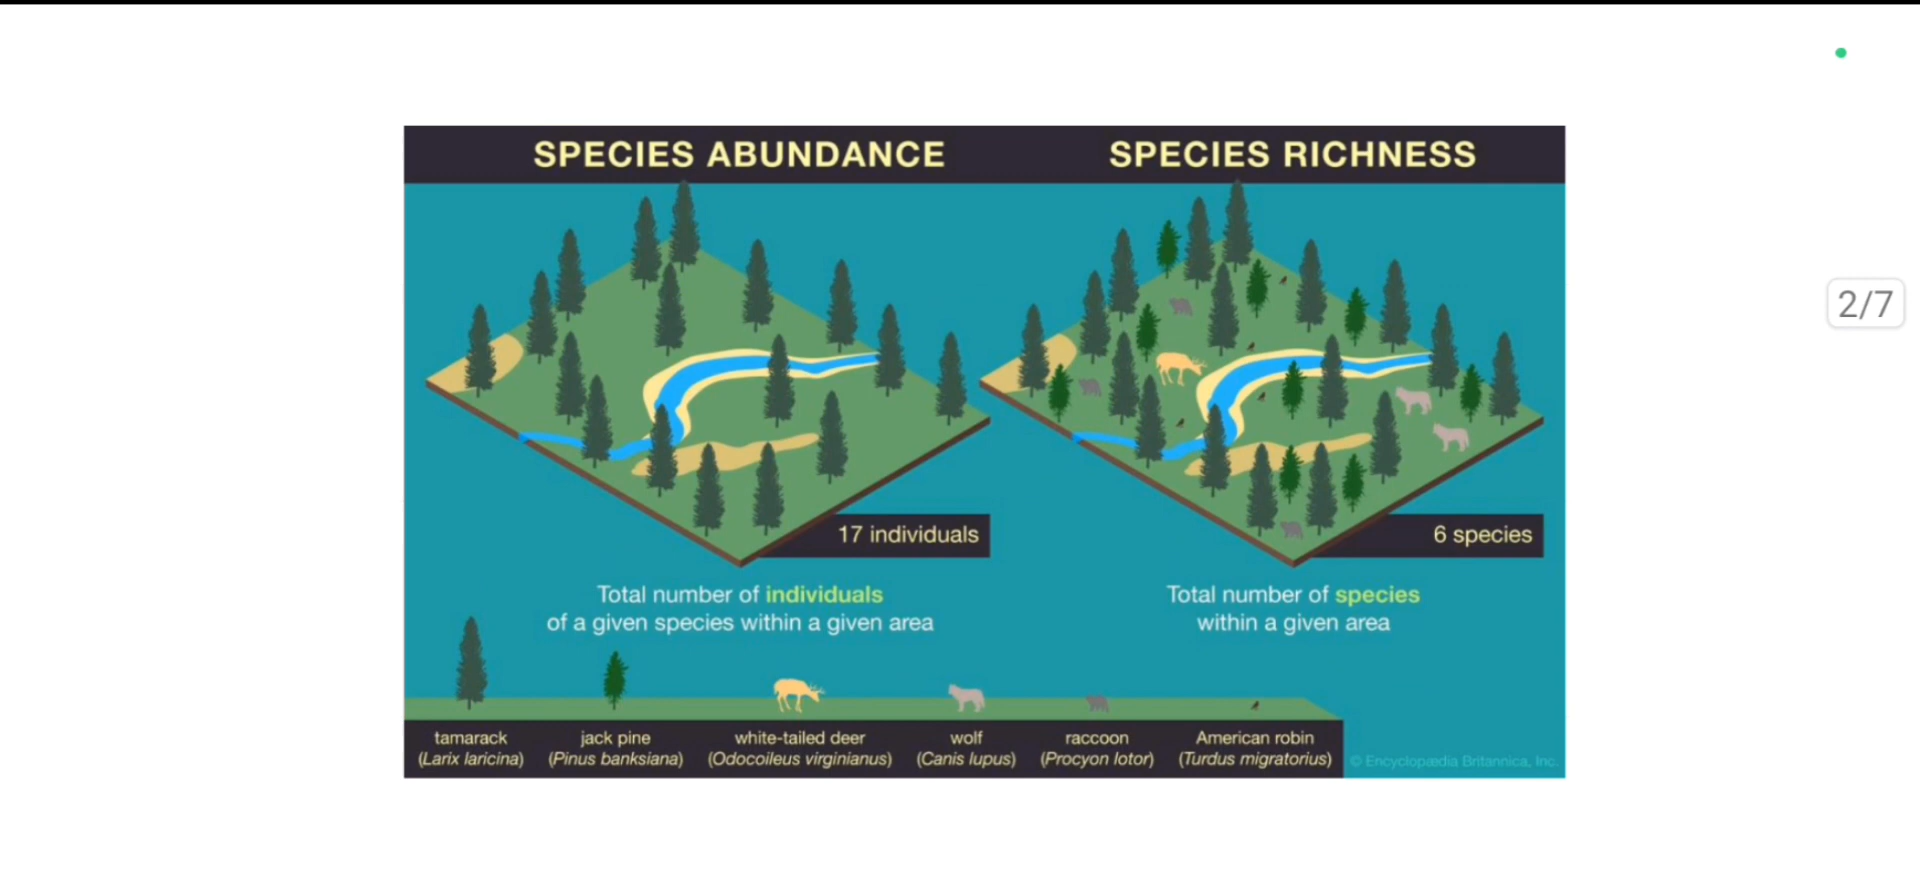 SPECIES ABUNDANCE
SPECIES RICHNESS
2/7
17 individuals
6 species
Total number of individuals
of a given species within a given area
Total number of species
within a given area
tamarack
(Larix laricina)
jack pine
(Pinus banksiana)
white-tailed deer
(Odocoileus virginianus)
wolf
(Canis lupus)
raccoon
(Procyon lotor)
American robin
(Turdus migratorius)
© Encyclopædia Britannica, Inc.